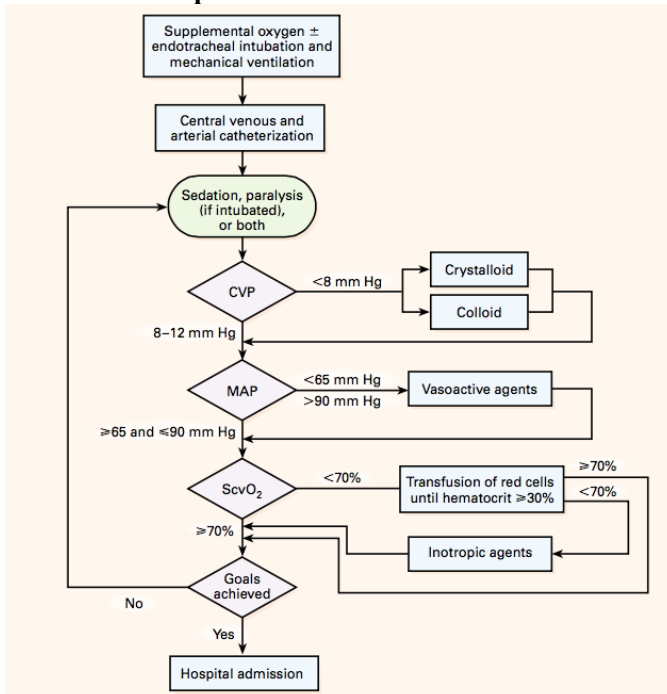 Supplemental oxygen ±
endotracheal intubation and
mechanical ventilation
Central venous and
arterial catheterization
Sedation, paralysis
(if intubated),
or both
CVP
<8 mm Hg
Crystalloid
Colloid
8–12 mm Hg
MAP
<65 mm Hg
>90 mm Hg
Vasoactive agents
≥65 and ≤90 mm Hg
ScvO2
<70%
Transfusion of red cells
until hematocrit ≥30%
≥70%
<70%
≥70%
Inotropic agents
Goals
achieved
No
Yes
Hospital admission